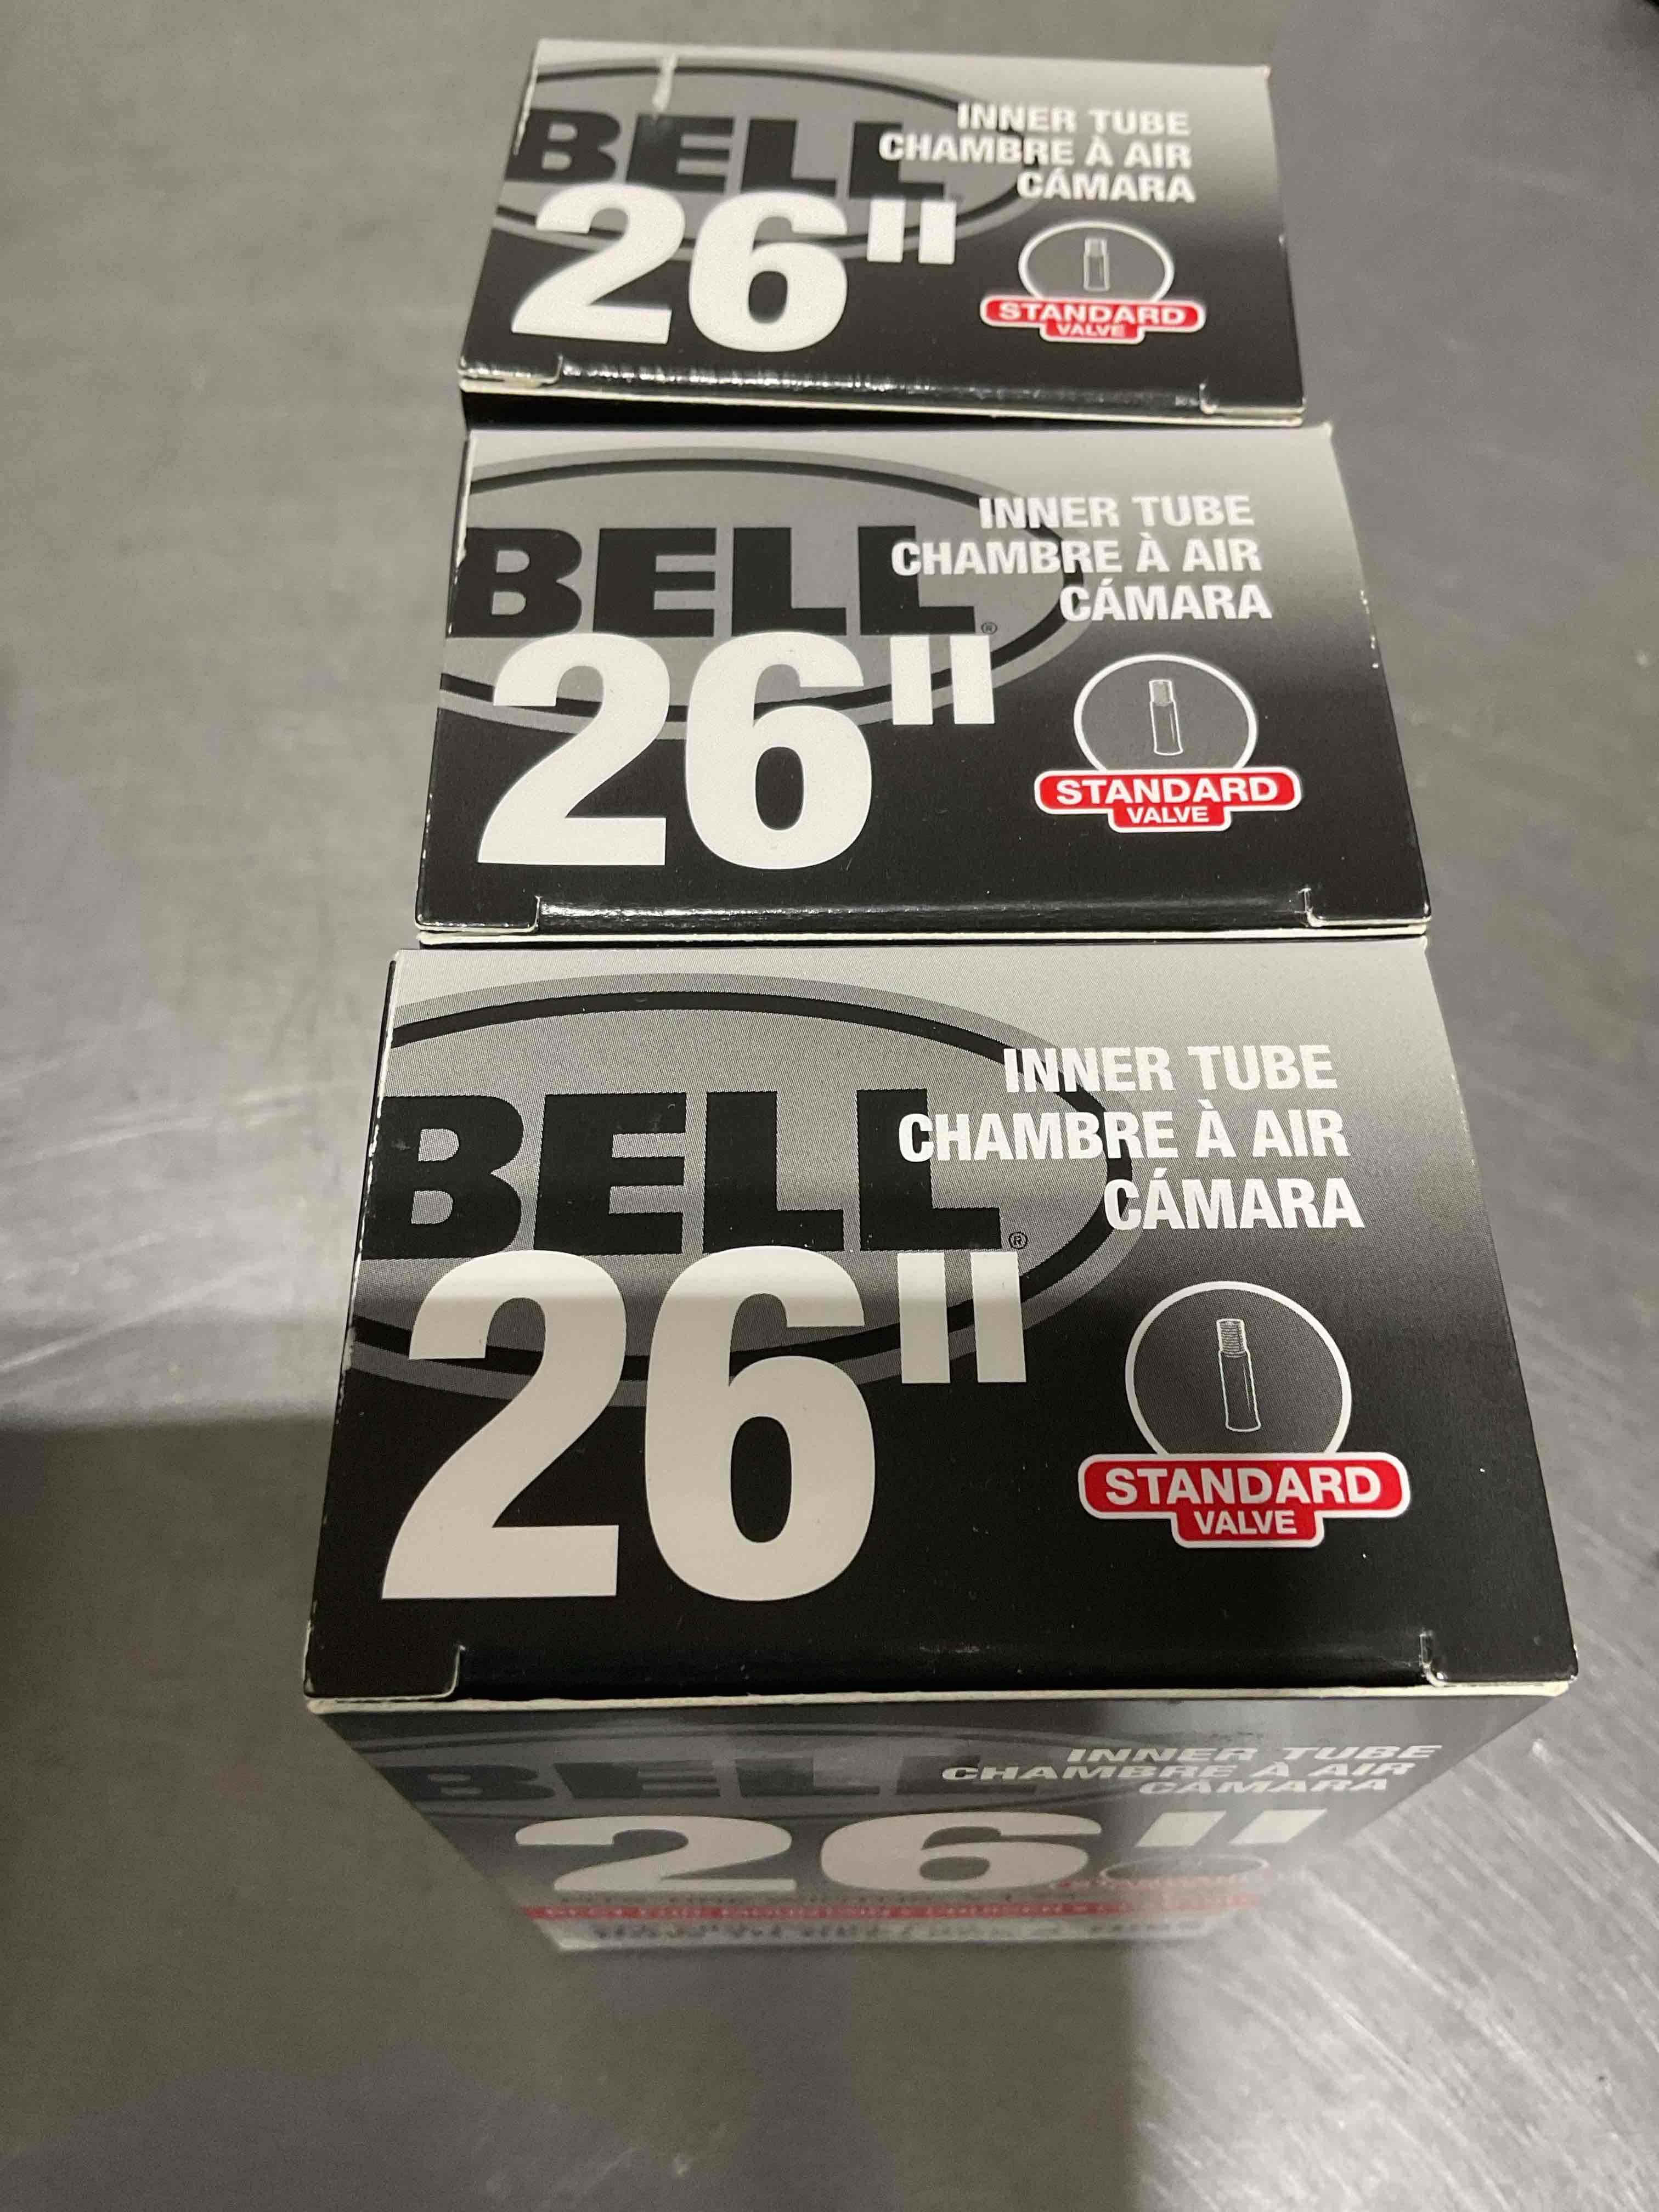 BELL
INNER TUBE
CHAMBRE À AIR
CÁMARA
26"
STANDARD
VALVE
BELL®
INNER TUBE
CHAMBRE À AIR
CÁMARA
26"
STANDARD
VALVE
BELL®
INNER TUBE
CHAMBRE À AIR
CÁMARA
26"
STANDARD
VALVE
BELL
INNER TUBE
CHAMBRE À AIR
CÁMARA
26"